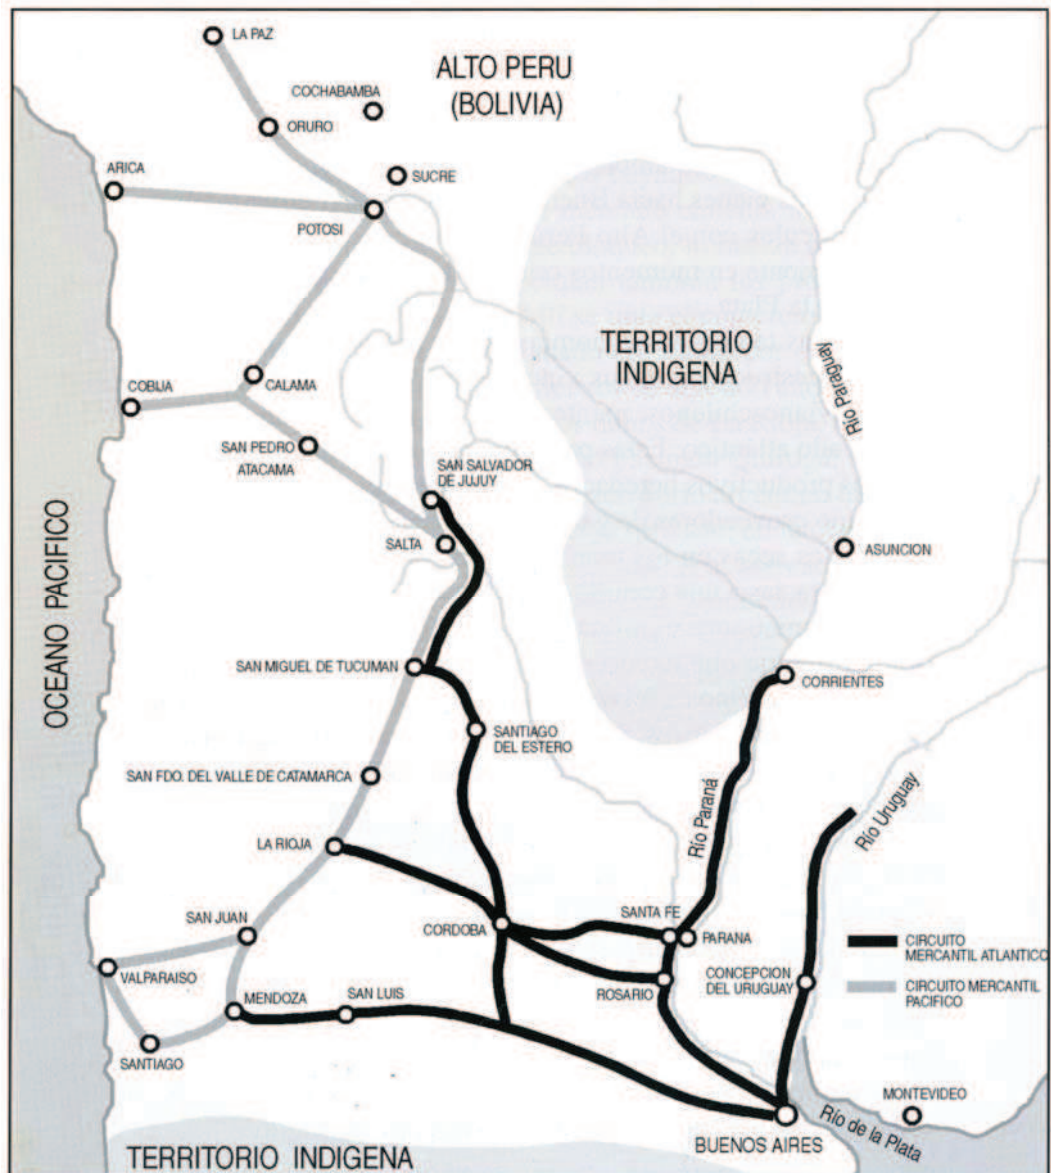 LA PAZ
ALTO PERU
(BOLIVIA)
COCHABAMBA
ORURO
ARICA
SUCRE
POTOSI
TERRITORIO
INDIGENA
Río Paraguay
COBIJA
CALAMA
SAN PEDRO
ATACAMA
SAN SALVADOR
DE JUJUY
OCEANO PACIFICO
SALTA
ASUNCION
SAN MIGUEL DE TUCUMAN
CORRIENTES
SANTIAGO
DEL ESTERO
SAN FDO. DEL VALLE DE CATAMARCA
Río Paraná
Río Uruguay
LA RIOJA
SAN JUAN
CORDOBA
SANTA FE
PARANA
CIRCUITO
MERCANTIL ATLANTICO
VALPARAISO
ROSARIO
CONCEPCION
DEL URUGUAY
CIRCUITO MERCANTIL
PACIFICO
MENDOZA
SAN LUIS
SANTIAGO
MONTEVIDEO
Río de la Plata
BUENOS AIRES
TERRITORIO INDIGENA